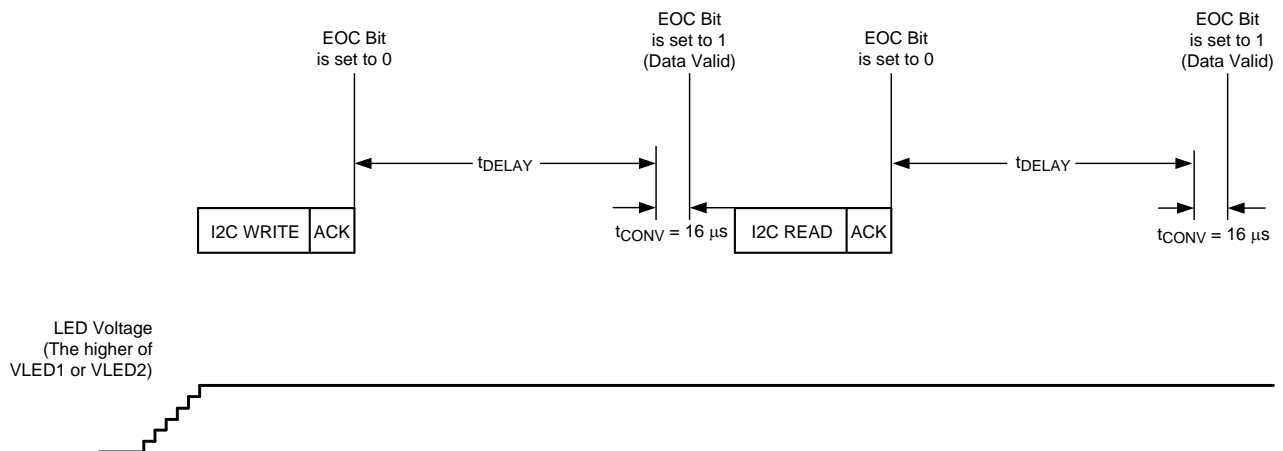 EOC Bit
is set to 0
EOC Bit
is set to 1
(Data Valid)
EOC Bit
is set to 0
EOC Bit
is set to 1
(Data Valid)
tDELAY
tDELAY
I2C WRITE ACK
tCONV = 16 μs
I2C READ ACK
tCONV = 16 μs
LED Voltage
(The higher of
VLED1 or VLED2)